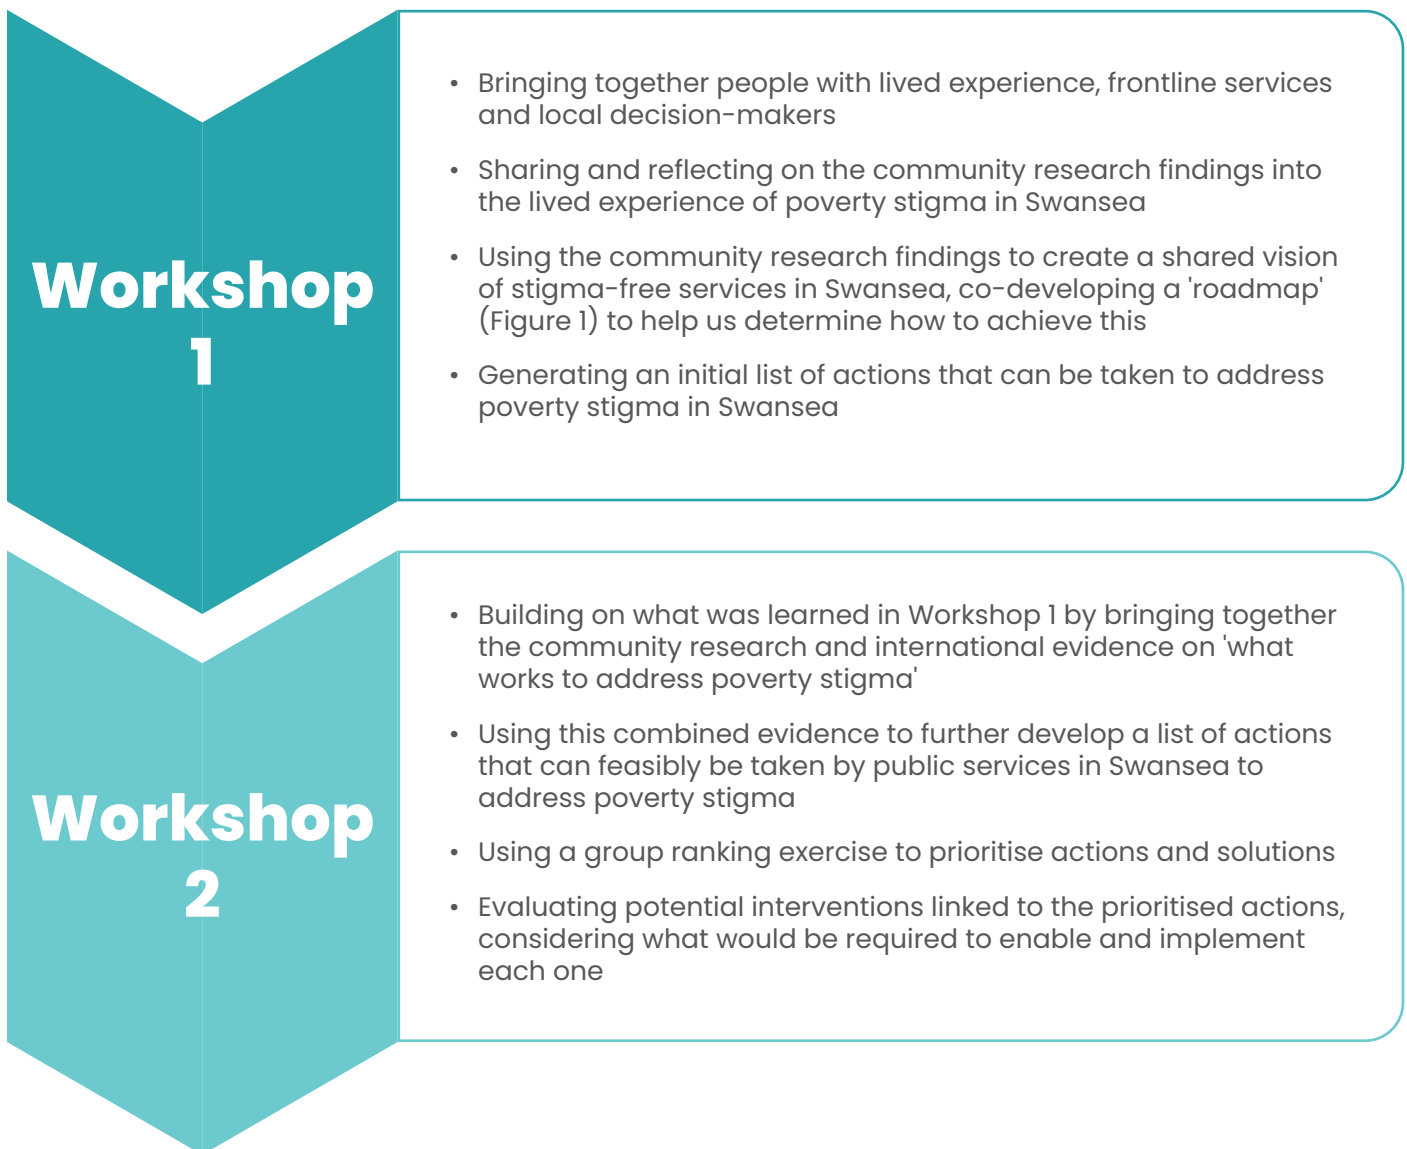 Workshop
1
• Bringing together people with lived experience, frontline services
and local decision-makers
• Sharing and reflecting on the community research findings into
the lived experience of poverty stigma in Swansea
• Using the community research findings to create a shared vision
of stigma-free services in Swansea, co-developing a 'roadmap'
(Figure 1) to help us determine how to achieve this
• Generating an initial list of actions that can be taken to address
poverty stigma in Swansea
Workshop
2
• Building on what was learned in Workshop 1 by bringing together
the community research and international evidence on 'what
works to address poverty stigma'
• Using this combined evidence to further develop a list of actions
that can feasibly be taken by public services in Swansea to
address poverty stigma
• Using a group ranking exercise to prioritise actions and solutions
• Evaluating potential interventions linked to the prioritised actions,
considering what would be required to enable and implement
each one